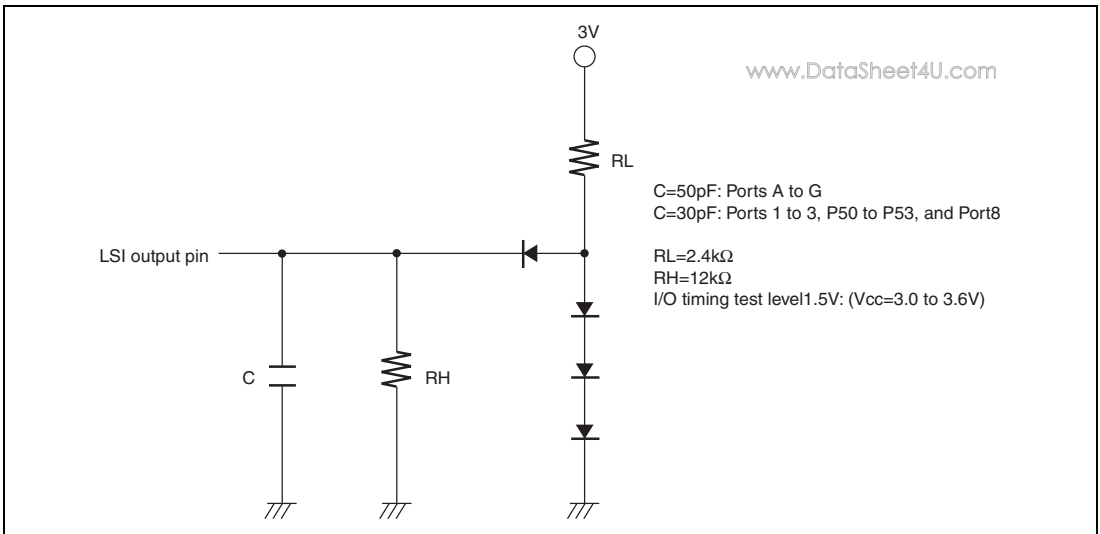 3V
www.DataSheet4U.com
RL
C=50pF: Ports A to G
C=30pF: Ports 1 to 3, P50 to P53, and Port8
LSI output pin
RL=2.4kΩ
RH=12kΩ
I/O timing test level1.5V: (Vcc=3.0 to 3.6V)
C
RH